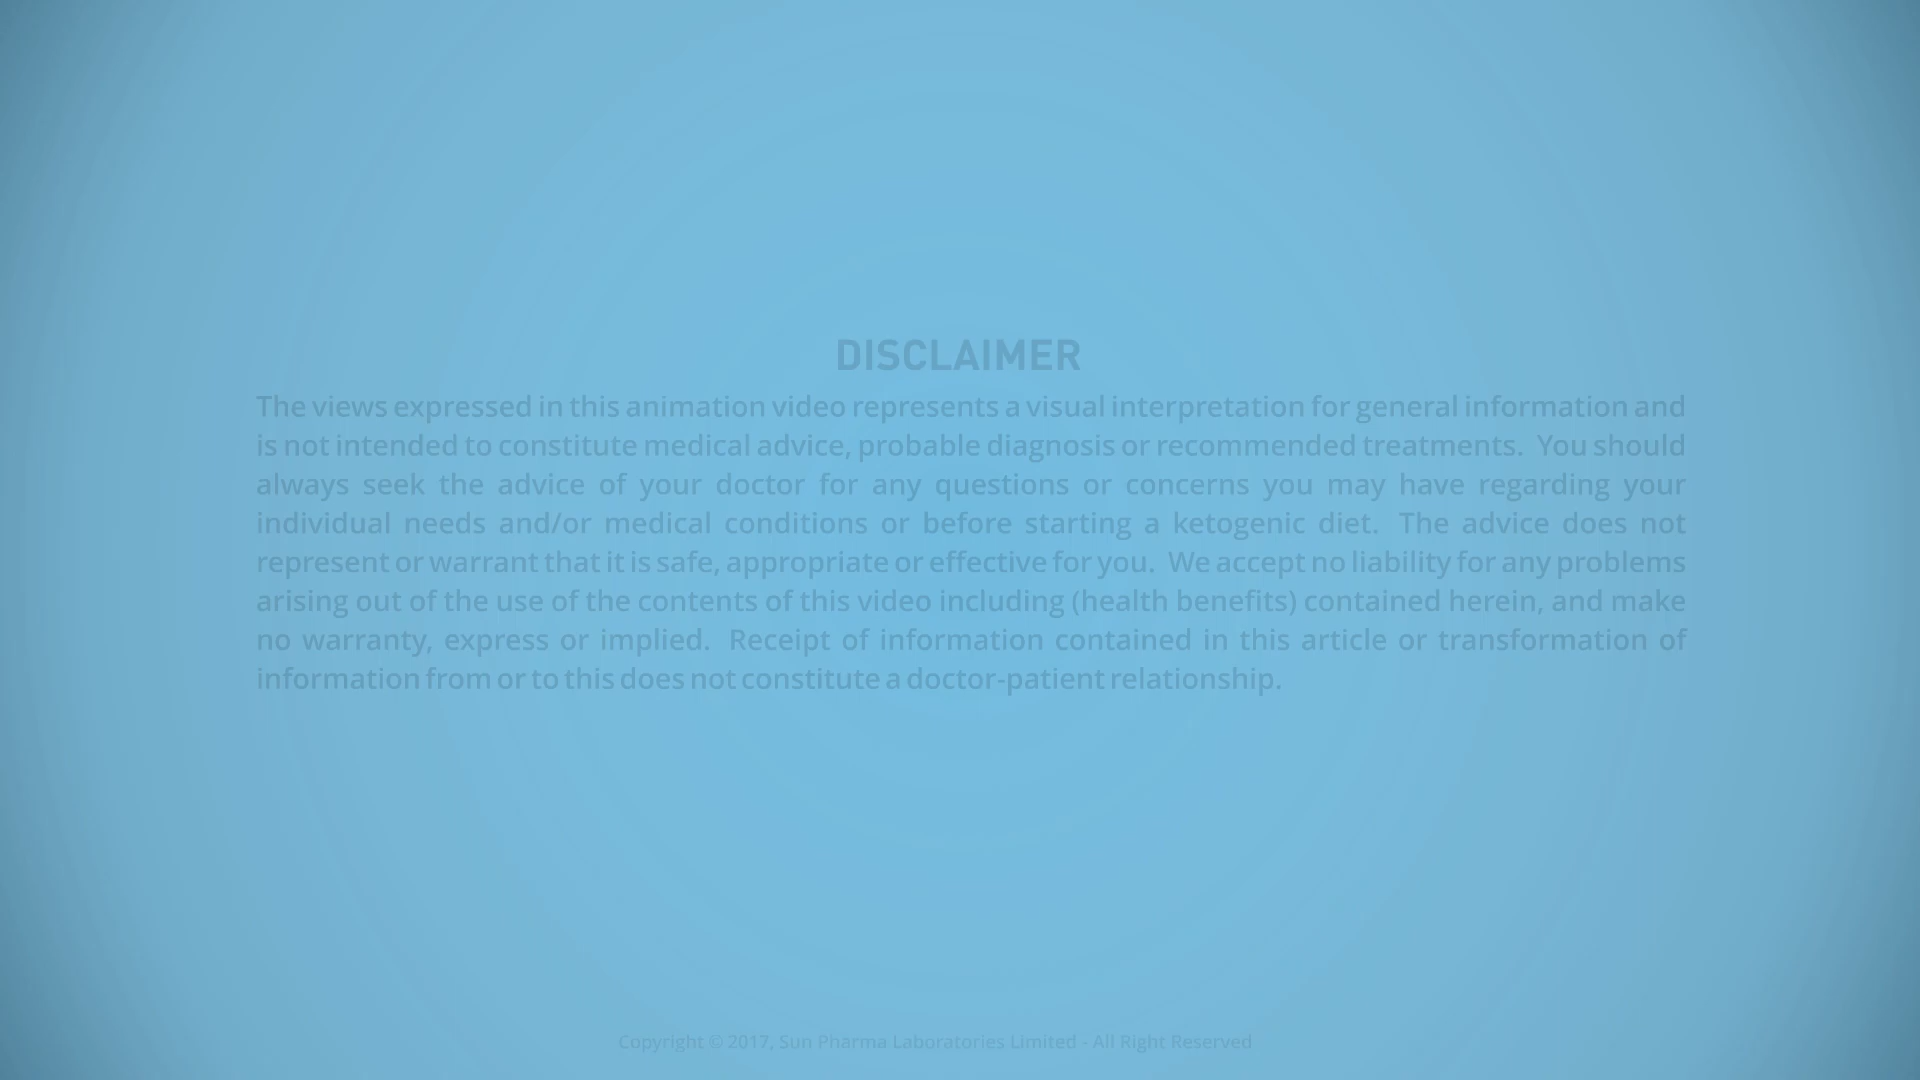 DISCLAIMER
The views expressed in this animation video represents a visual interpretation for general information and
is not intended to constitute medical advice, probable diagnosis or recommended treatments. You should
always seek the advice of your doctor for any questions or concerns you may have regarding your
individual needs and/or medical conditions or before starting a ketogenic diet. The advice does not
represent or warrant that it is safe, appropriate or effective for you. We accept no liability for any problems
arising out of the use of the contents of this video including (health benefits) contained herein, and make
no warranty, express or implied. Receipt of information contained in this article or transformation of
information from or to this does not constitute a doctor-patient relationship.
Copyright © 2017, Sun Pharma Laboratories Limited - All Right Reserved